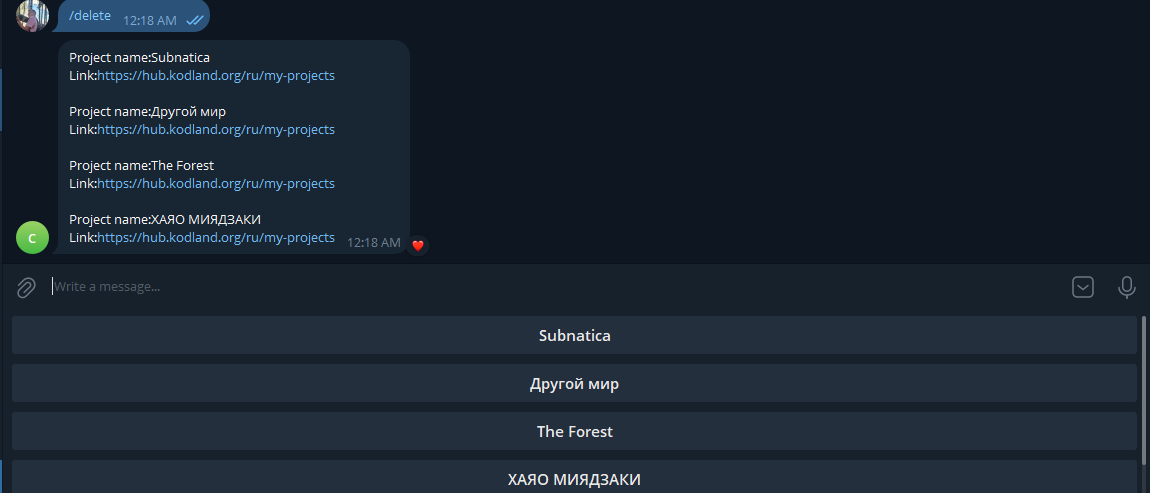 /delete 12:18 AM
Project name:Subnatica
Link:https://hub.kodland.org/ru/my-projects
Project name:Другой мир
Link:https://hub.kodland.org/ru/my-projects
Project name:The Forest
Link:https://hub.kodland.org/ru/my-projects
Project name:ХАЯО МИЯДЗАКИ
Link:https://hub.kodland.org/ru/my-projects 12:18 AM
C
Write a message...
Subnatica
Другой мир
The Forest
ХАЯО МИЯДЗАКИ